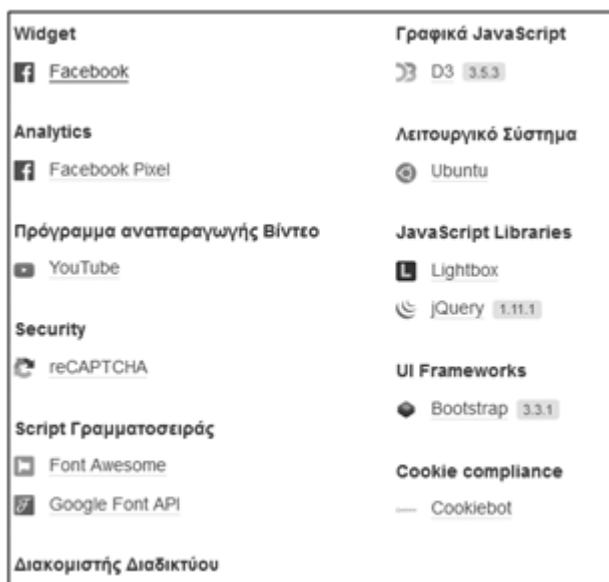 Widget
Facebook
Analytics
Facebook Pixel
Πρόγραμμα αναπαραγωγής Βίντεο
YouTube
Security
reCAPTCHA
Script Γραμματοσειράς
Font Awesome
Google Font API
Διακομιστής Διαδικτύου
Γραφικά JavaScript
D3 3.5.3
Λειτουργικό Σύστημα
Ubuntu
JavaScript Libraries
Lightbox
jQuery 1.11.1
UI Frameworks
Bootstrap 3.3.1
Cookie compliance
Cookiebot